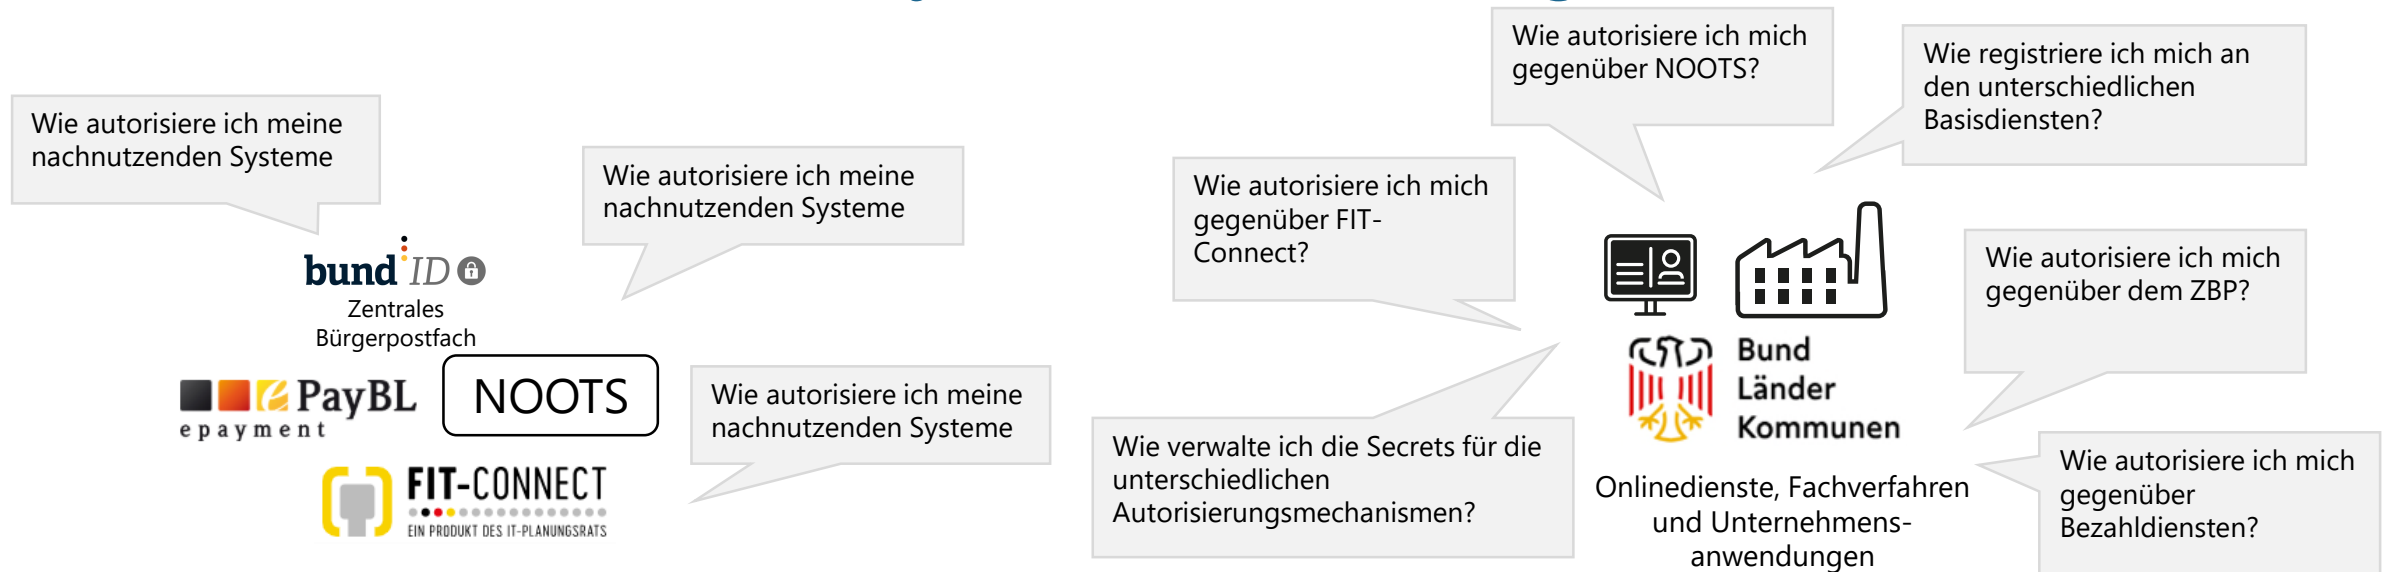 Wie autorisiere ich meine
nachnutzenden Systeme
Wie autorisiere ich meine
nachnutzenden Systeme
bund ID
Zentrales
Bürgerpostfach
PayBL
epayment
NOOTS
Wie autorisiere ich meine
nachnutzenden Systeme
FIT-CONNECT
EIN PRODUKT DES IT-PLANUNGSRATS
Wie autorisiere ich mich
gegenüber NOOTS?
Wie registriere ich mich an
den unterschiedlichen
Basisdiensten?
Wie autorisiere ich mich
gegenüber FIT-
Connect?
Wie autorisiere ich mich
gegenüber dem ZBP?
Bund
Länder
Kommunen
Wie verwalte ich die Secrets für die
unterschiedlichen
Autorisierungsmechanismen?
Onlinedienste, Fachverfahren
und Unternehmens-
anwendungen
Wie autorisiere ich mich
gegenüber
Bezahldiensten?